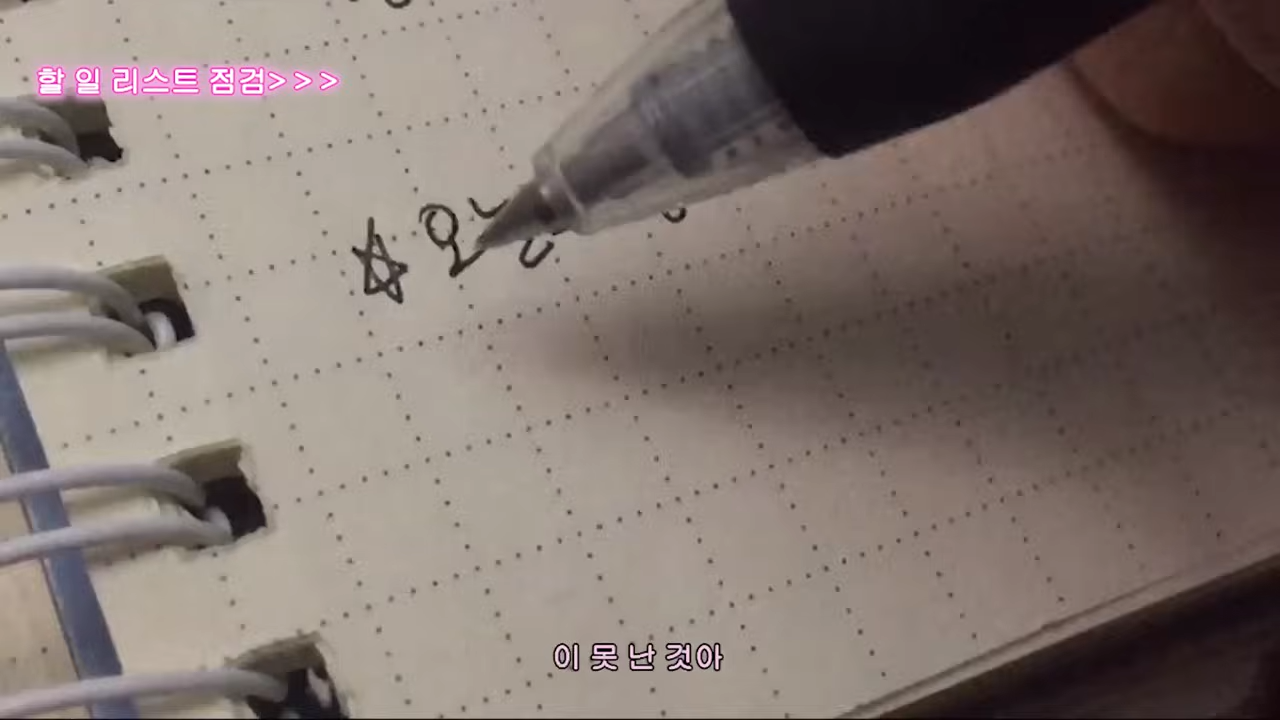 할 일 리스트 점검>>>
이 못 난 것아